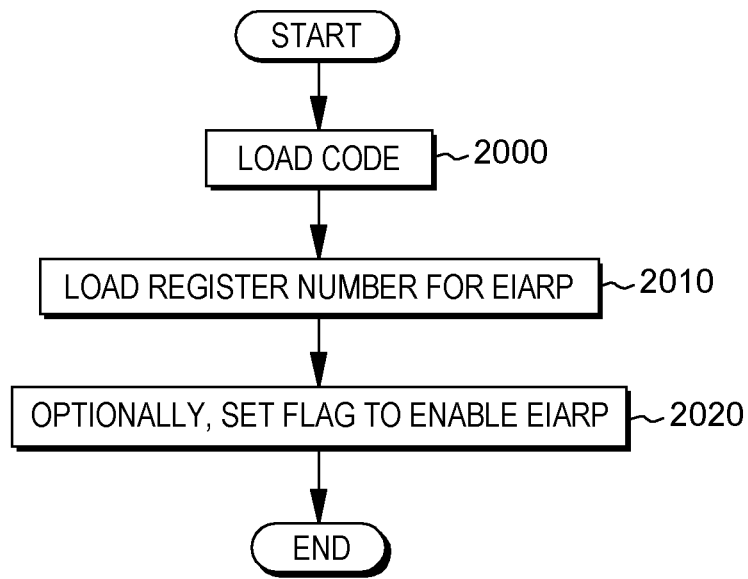 START
LOAD CODE
2000
LOAD REGISTER NUMBER FOR EIARP
2010
OPTIONALLY, SET FLAG TO ENABLE EIARP
2020
END